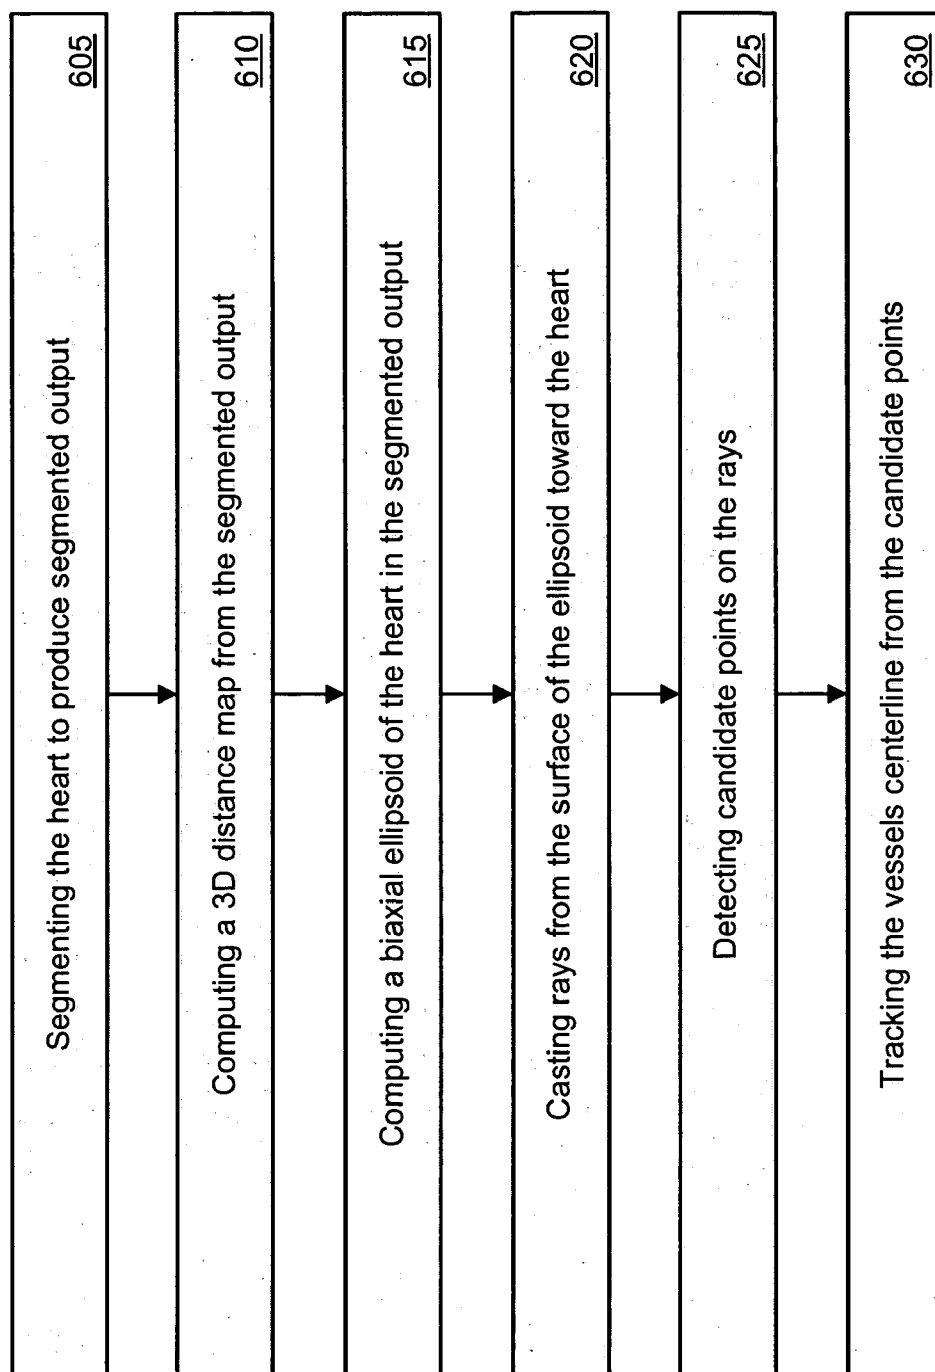 Segmenting the heart to produce segmented output
605
Computing a 3D distance map from the segmented output
610
Computing a biaxial ellipsoid of the heart in the segmented output
615
Casting rays from the surface of the ellipsoid toward the heart
620
Detecting candidate points on the rays
625
Tracking the vessels centerline from the candidate points
630